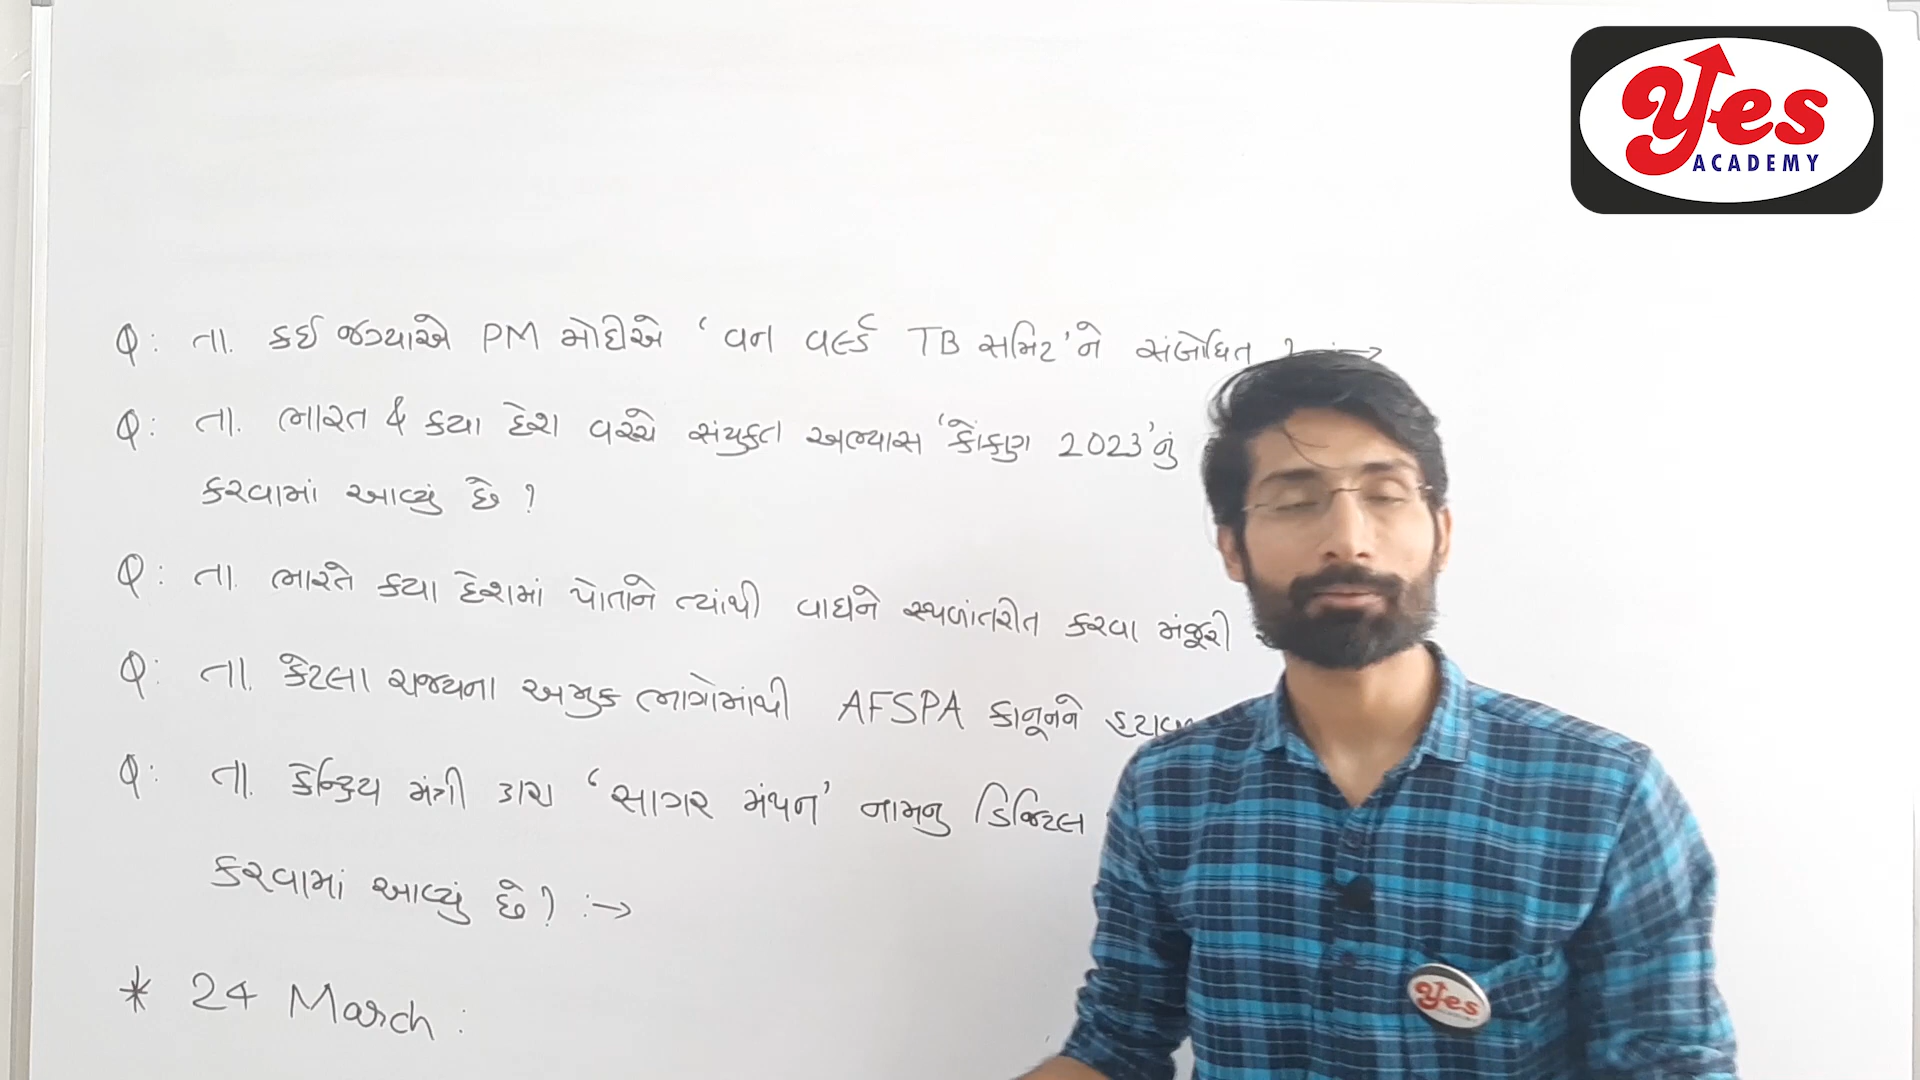 Yes
ACADEMY
Q: તા. કઈ જગ્યાએ PM મોદીએ ‘વન વર્લ્ડ TB સમિટ’ને સંબોધિત :→
Q: તા. ભારત & કયા દેશ વચ્ચે સંયુક્ત અભ્યાસ ‘કોંકણ 2023’નું
કરવામાં આવ્યું છે ?
Q: તા. ભારતે કયા દેશમાં પોતાને ત્યાંથી વાઘને સ્થળાંતરીત કરવા મંજૂરી
Q: તા. કેટલા રાજ્યના અમુક ભાગોમાંથી AFSPA કાનૂનને
Q: તા. કેન્દ્રિય મંત્રી દ્વારા ‘સાગર મંથન’ નામનુ ડિજિટલ
કરવામાં આવ્યું છે ? :→
* 24 March :
Yes